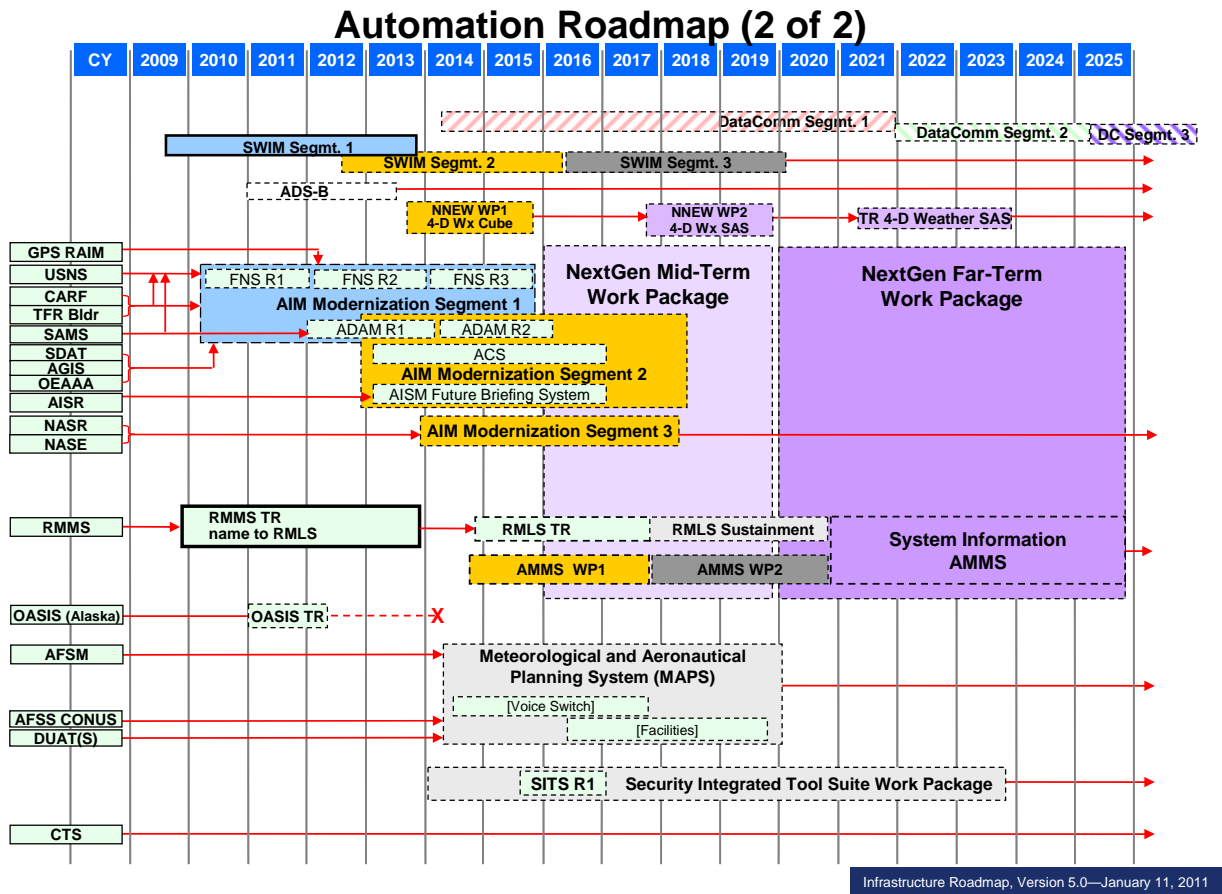 Automation Roadmap (2 of 2)
CY 2009 2010 2011 2012 2013 2014 2015 2016 2017 2018 2019 2020 2021 2022 2023 2024 2025
DataComm Segmt. 1
DataComm Segmt. 2
DC Segmt. 3
SWIM Segmt. 1
SWIM Segmt. 2
SWIM Segmt. 3
ADS-B
NNEW WP1
4-D Wx Cube
NNEW WP2
4-D Wx SAS
TR 4-D Weather SAS
GPS RAIM
USNS
CARF
TFR Bldr
SAMS
SDAT
AGIS
OEAAA
AISR
NASR
NASE
FNS R1
FNS R2
FNS R3
AIM Modernization Segment 1
ADAM R1
ADAM R2
ACS
AIM Modernization Segment 2
AISM Future Briefing System
AIM Modernization Segment 3
NextGen Mid-Term
Work Package
NextGen Far-Term
Work Package
RMMS
RMMS TR
name to RMLS
RMLS TR
RMLS Sustainment
AMMS WP1
AMMS WP2
System Information
AMMS
OASIS (Alaska)
OASIS TR
X
AFSM
AFSS CONUS
DUAT(S)
Meteorological and Aeronautical
Planning System (MAPS)
[Voice Switch]
[Facilities]
SITS R1
Security Integrated Tool Suite Work Package
CTS
Infrastructure Roadmap, Version 5.0—January 11, 2011